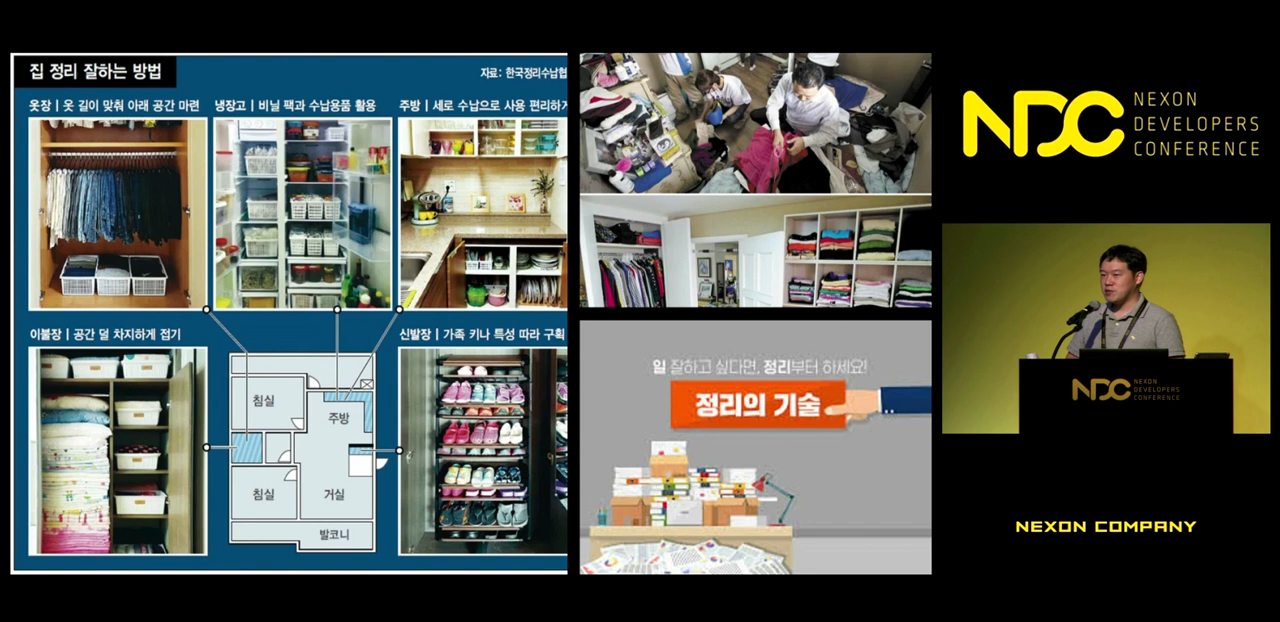 집 정리 잘하는 방법
자료: 한국정리수납협
옷장 | 옷 길이 맞춰 아래 공간 마련
냉장고 | 비닐 팩과 수납용품 활용
주방 | 세로 수납으로 사용 편리하게
이불장 | 공간 덜 차지하게 접기
신발장 | 가족 키나 특성 따라 구획
침실
주방
침실
거실
발코니
일 잘하고 싶다면, 정리부터 하세요!
정리의 기술
NDC
NEXON
DEVELOPERS
CONFERENCE
NDC
NEXON
DEVELOPERS
CONFERENCE
NEXON COMPANY